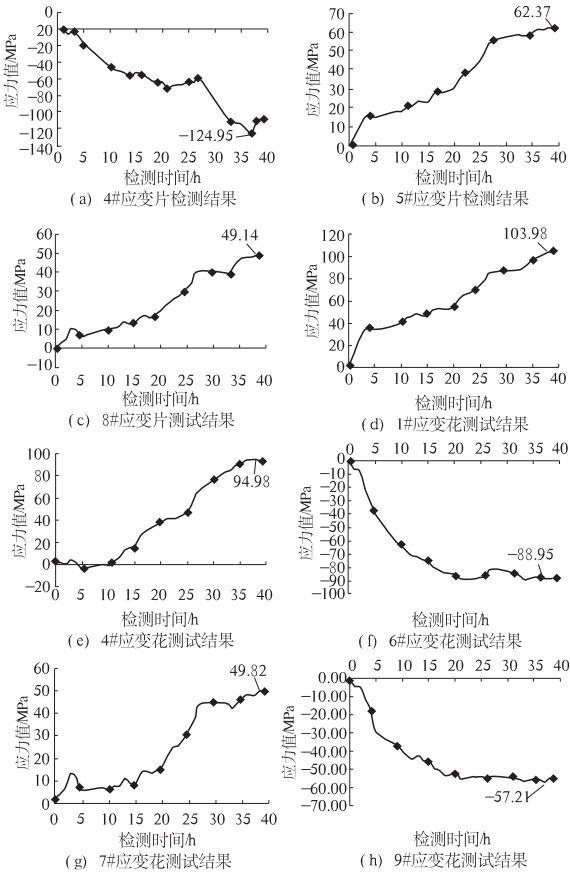 20
0
−20
−40
−60
−80
−100
−120
−140
应力值/MPa
0 5 10 15 20 25 30 35 40
−124.95
检测时间/h
(a) 4#应变片检测结果
70
60
50
40
30
20
10
0
应力值/MPa
62.37
0 5 10 15 20 25 30 35 40
检测时间/h
(b) 5#应变片检测结果
60
50
40
30
20
10
0
−10
应力值/MPa
49.14
0 5 10 15 20 25 30 35 40
检测时间/h
(c) 8#应变片测试结果
120
100
80
60
40
20
0
应力值/MPa
103.98
0 5 10 15 20 25 30 35 40
检测时间/h
(d) 1#应变花测试结果
100
80
60
40
20
0
−20
应力值/MPa
94.98
0 5 10 15 20 25 30 35 40
检测时间/h
(e) 4#应变花测试结果
0
−10
−20
−30
−40
−50
−60
−70
−80
−90
−100
应力值/MPa
0 5 10 15 20 25 30 35 40
−88.95
检测时间/h
(f) 6#应变花测试结果
60
50
40
30
20
10
0
应力值/MPa
49.82
0 5 10 15 20 25 30 35 40
检测时间/h
(g) 7#应变花测试结果
0.00
−10.00
−20.00
−30.00
−40.00
−50.00
−60.00
−70.00
应力值/MPa
0 5 10 15 20 25 30 35 40
−57.21
检测时间/h
(h) 9#应变花测试结果